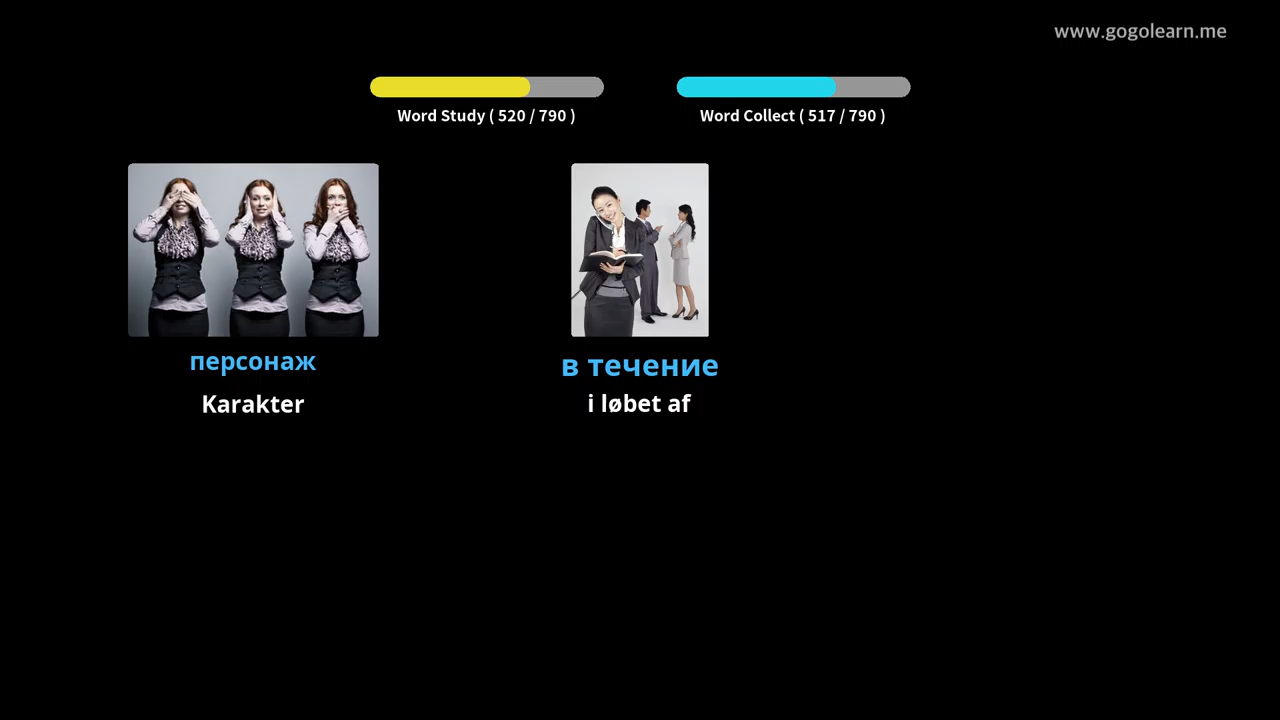 www.gogolearn.me
Word Study ( 520 / 790 )
Word Collect ( 517 / 790 )
персонаж
Karakter
в течение
i løbet af